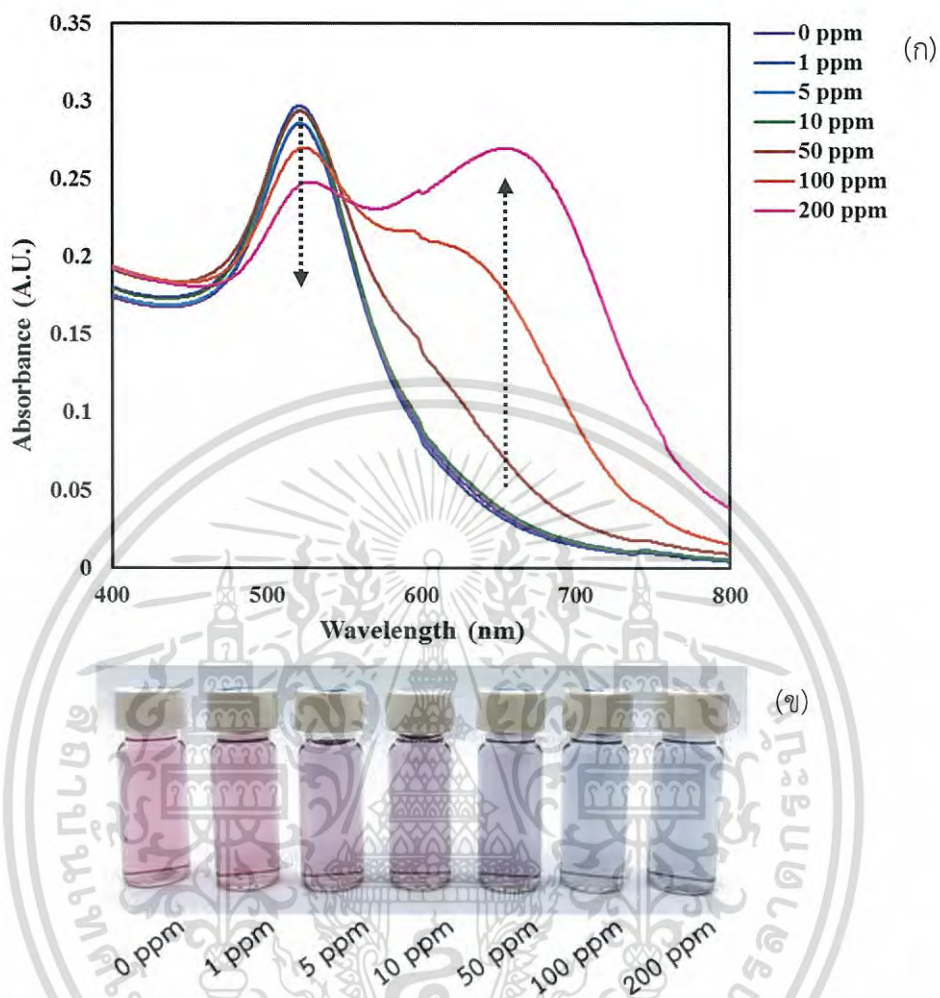 0.35
0.3
0.25
0.2
0.15
0.1
0.05
0
Absorbance (A.U.)
400
500
600
700
800
Wavelength (nm)
0 ppm
1 ppm
5 ppm
10 ppm
50 ppm
100 ppm
200 ppm
(ก)
(ข)
0 ppm
1 ppm
5 ppm
10 ppm
50 ppm
100 ppm
200 ppm